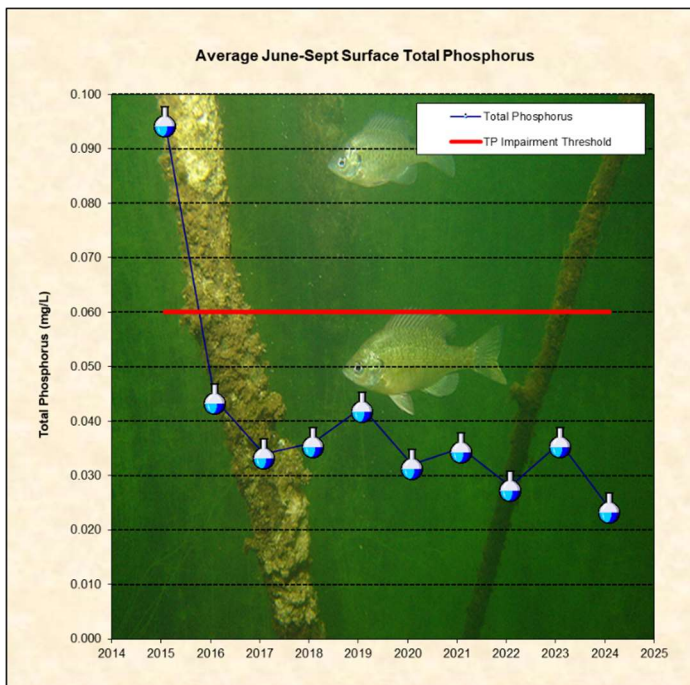 Average June-Sept Surface Total Phosphorus
Total Phosphorus
TP Impairment Threshold
Total Phosphorus (mg/L)
0.100
0.090
0.080
0.070
0.060
0.050
0.040
0.030
0.020
0.010
0.000
2014 2015 2016 2017 2018 2019 2020 2021 2022 2023 2024 2025